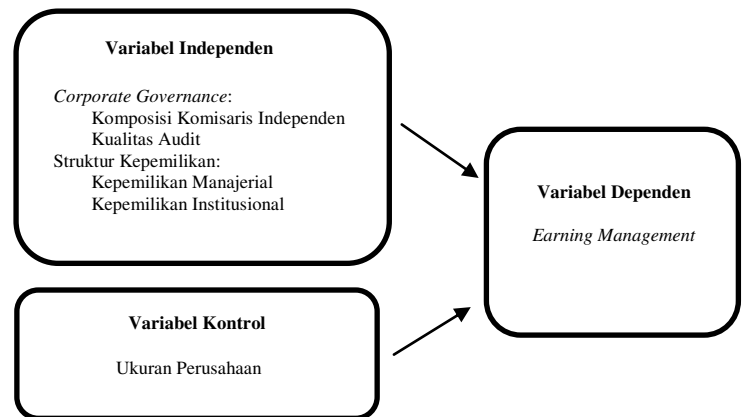 Variabel Independen
Corporate Governance:
Komposisi Komisaris Independen
Kualitas Audit
Struktur Kepemilikan:
Kepemilikan Manajerial
Kepemilikan Institusional
Variabel Dependen
Earning Management
Variabel Kontrol
Ukuran Perusahaan